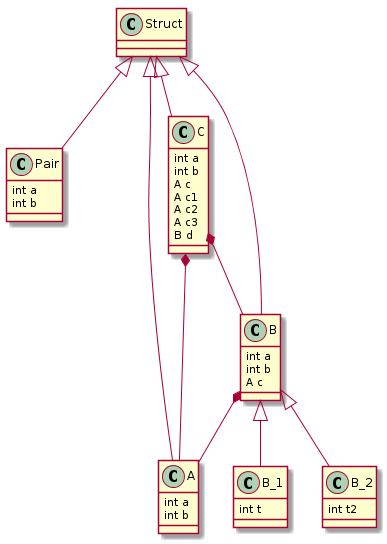 C Struct
C C
int a
int b
A c
A c1
A c2
A c3
B d
C Pair
int a
int b
C B
int a
int b
A c
C A
int a
int b
C B_1
int t
C B_2
int t2